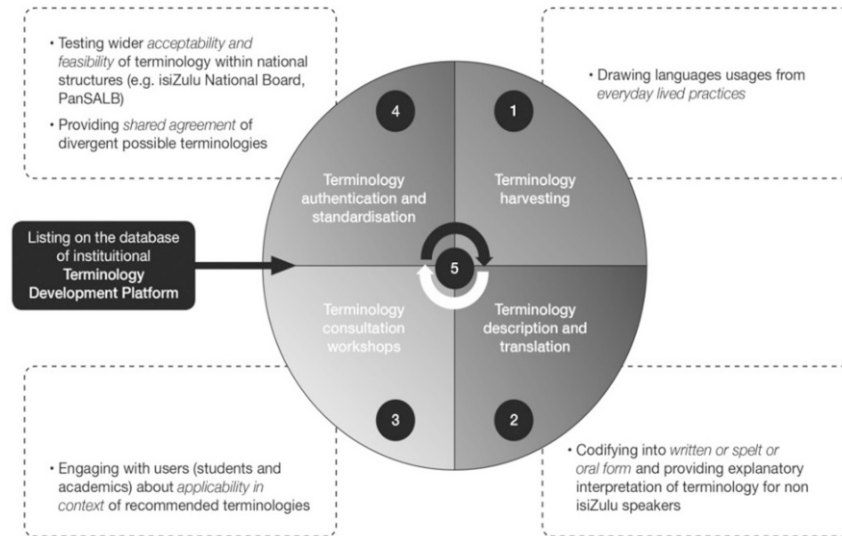 • Testing wider acceptability and
feasibility of terminology within national
structures (e.g. isiZulu National Board,
PanSALB)
• Providing shared agreement of
divergent possible terminologies
4
Terminology
authentication and
standardisation
1
Terminology
harvesting
• Drawing languages usages from
everyday lived practices
Listing on the database
of instituitional
Terminology
Development Platform
5
Terminology
consultation
workshops
3
Terminology
description and
translation
2
• Engaging with users (students and
academics) about applicability in
context of recommended terminologies
• Codifying into written or spelt or
oral form and providing explanatory
interpretation of terminology for non
isiZulu speakers